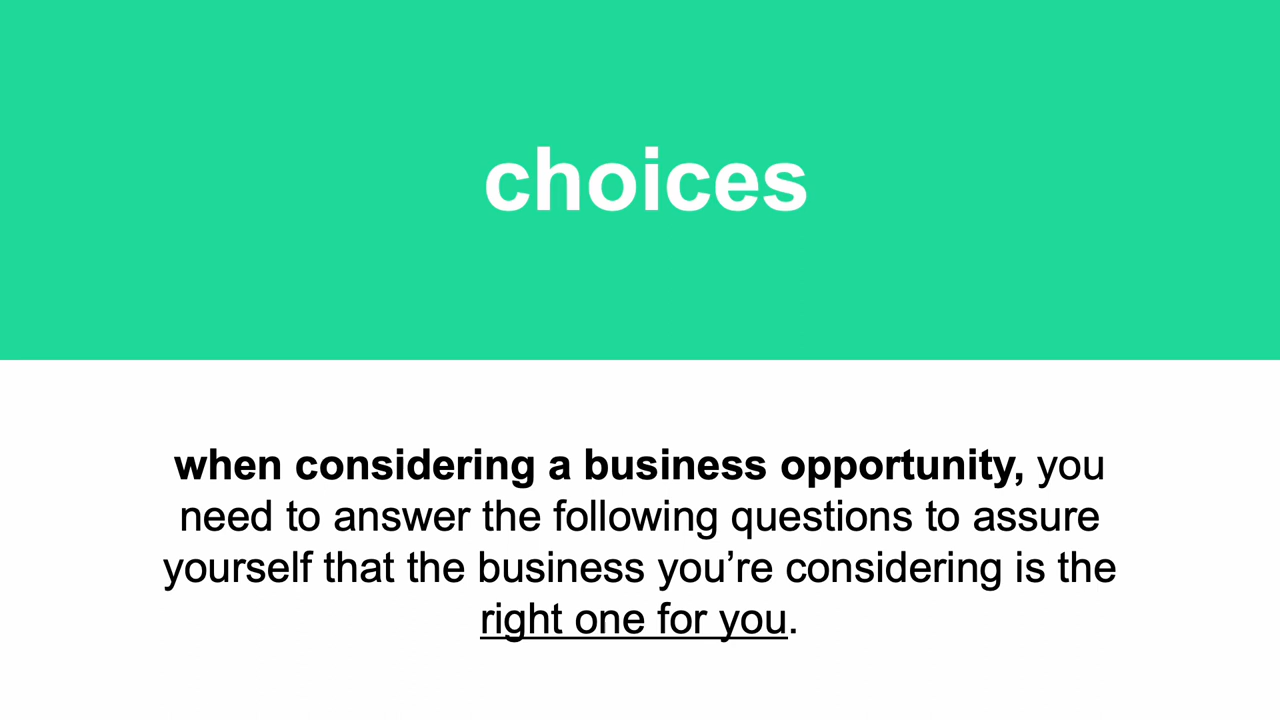 choices
when considering a business opportunity, you
need to answer the following questions to assure
yourself that the business you’re considering is the
right one for you.